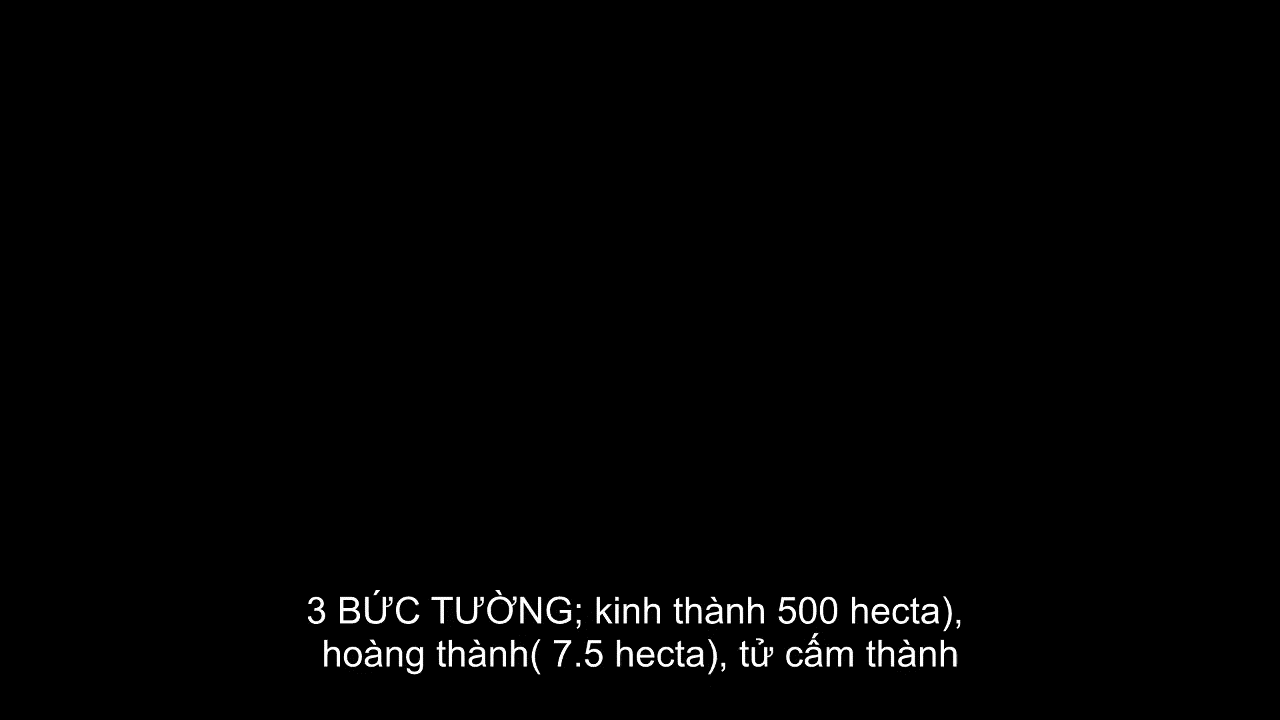 3 BỨC TƯỜNG; kinh thành 500 hecta),
hoàng thành( 7.5 hecta), tử cấm thành